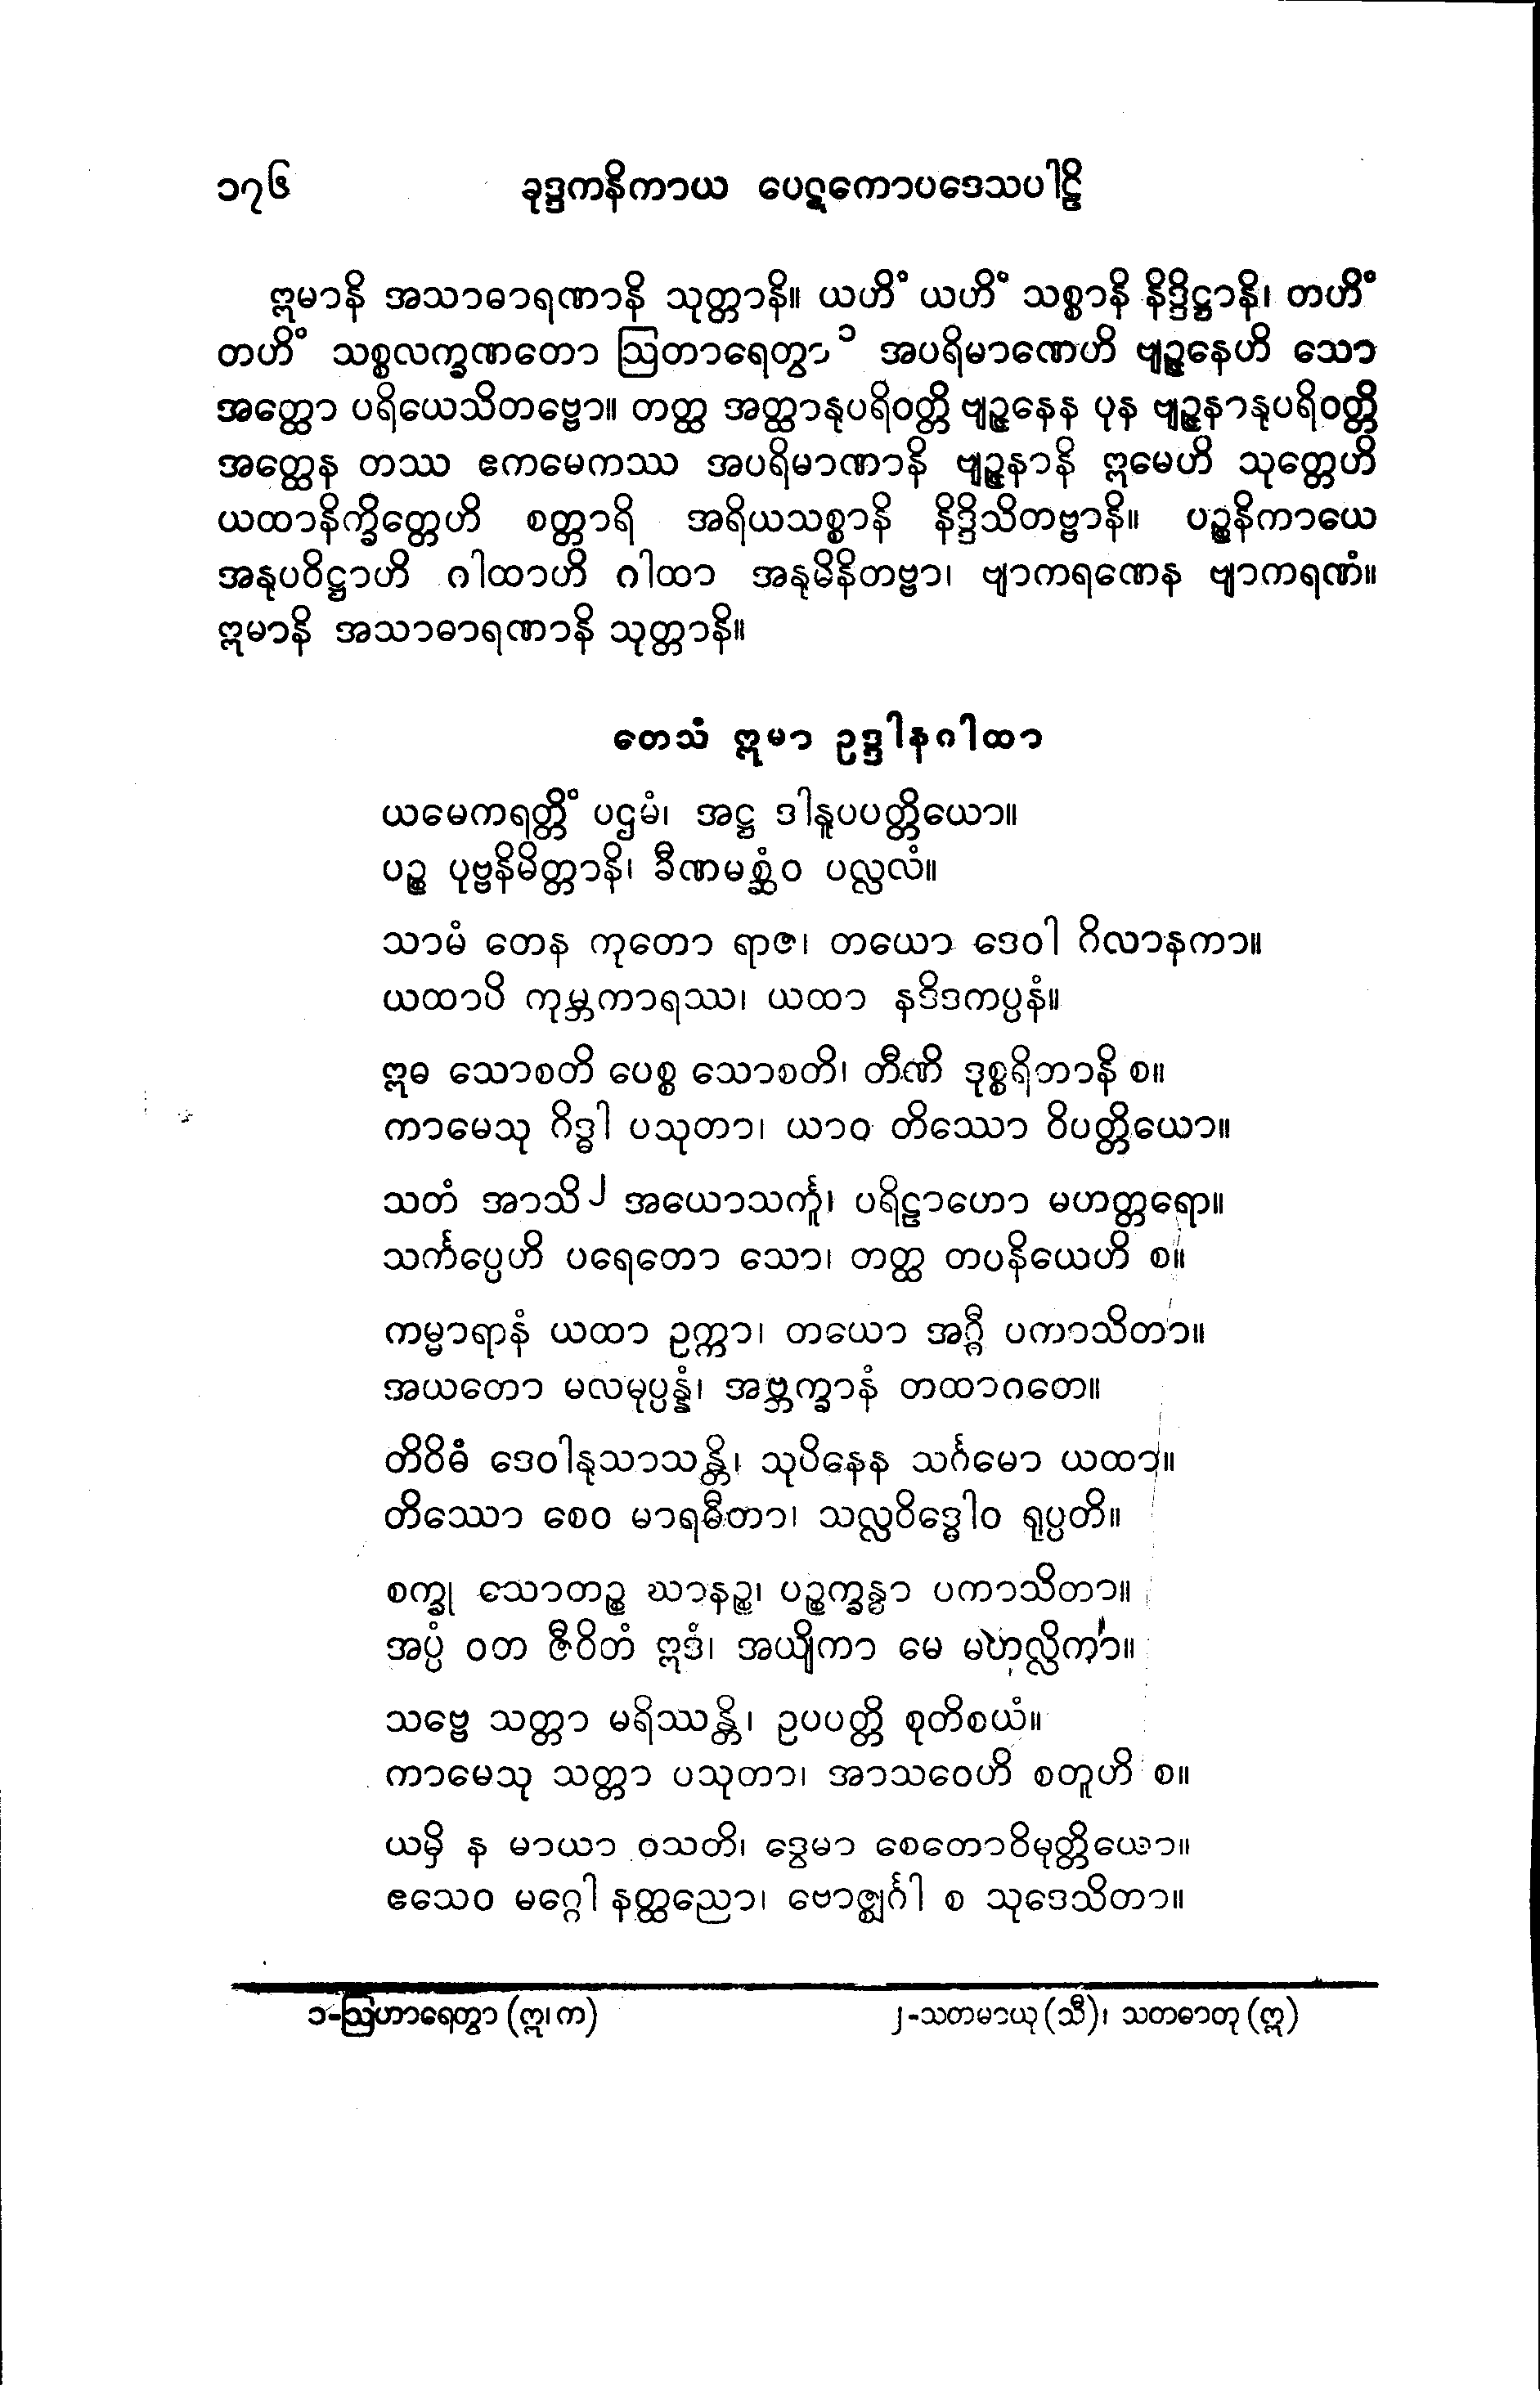 ၁၇၆ ခုဒ္ဒကနိကာယ ပေဋကောပဒေသပါဠိ
ဣမာနိ အသာဓာရဏာနိ သုတ္တာနိ။ ယဟိံ ယဟိံ သစ္စာနိ နိဒ္ဒိဋ္ဌာနိ၊ တဟိံ
တဟိံ သစ္စလက္ခဏတော ဩတာရေတွာ ၁ အပရိမာဏေဟိ ဗျဉ္ဇနေဟိ သော
အတ္ထော ပရိယေသိတဗ္ဗော။ တတ္ထ အတ္ထာနုပရိဝတ္တိ ဗျဉ္ဇနေန ပုန ဗျဉ္ဇနာနုပရိဝတ္တိ
အတ္ထေန တဿ ဧကမေကဿ အပရိမာဏာနိ ဗျဉ္ဇနာနိ ဣမေဟိ သုတ္တေဟိ
ယထာနိက္ခိတ္တေဟိ စတ္တာရိ အရိယသစ္စာနိ နိဒ္ဒိသိတဗ္ဗာနိ။ ပဉ္စနိကာယေ
အနုပဝိဋ္ဌာဟိ ဂါထာဟိ ဂါထာ အနုမိနိတဗ္ဗာ၊ ဗျာကရဏေန ဗျာကရဏံ။
ဣမာနိ အသာဓာရဏာနိ သုတ္တာနိ။
တေသံ ဣမာ ဥဒ္ဒါနဂါထာ
ယမေကရတ္တိံ ပဌမံ၊ အဋ္ဌ ဒါနူပပတ္တိယော။
ပဉ္စ ပုဗ္ဗနိမိတ္တာနိ၊ ခီဏမစ္ဆံဝ ပလ္လလံ။
သာမံ တေန ကုတော ရာဇ၊ တယော ဒေဝါ ဂိလာနကာ။
ယထာပိ ကုမ္ဘကာရဿ၊ ယထာ နဒိဒကပ္ပနံ။
ဣဓ သောစတိ ပေစ္စ သောစတိ၊ တီဏိ ဒုစ္စရိတာနိ စ။
ကာမေသု ဂိဒ္ဓါ ပသုတာ၊ ယာဝ တိဿော ဝိပတ္တိယော။
သတံ အာသိ ၂ အယောသင်္ကူ၊ ပရိဠာဟော မဟတ္တရော။
သင်္ကပ္ပေဟိ ပရေတော သော၊ တတ္ထ တပနိယေဟိ စ။
ကမ္မာရာနံ ယထာ ဥက္ကာ၊ တယော အဂ္ဂီ ပကာသိတာ။
အယတော မလမုပ္ပန္နံ၊ အဗ္ဘက္ခာနံ တထာဂတေ။
တိဝိဓံ ဒေဝါနုသာသန္တိ၊ သုပိနေန သင်္ဂမော ယထာ။
တိဿော စေဝ မာရဓီတာ၊ သလ္လဝိဒ္ဓေါဝ ရုပ္ပတိ။
စက္ခု သောတဉ္စ ဃာနဉ္စ၊ ပဉ္စက္ခန္ဓာ ပကာသိတာ။
အပ္ပံ ဝတ ဇီဝိတံ ဣဒံ၊ အယျိကာ မေ မဟလ္လိကာ။
သဗ္ဗေ သတ္တာ မရိဿန္တိ၊ ဥပပတ္တိ စုတိစယံ။
ကာမေသု သတ္တာ ပသုတာ၊ အာသဝေဟိ စတူဟိ စ။
ယမှိ န မာယာ ဝသတိ၊ ဒွေမာ စေတောဝိမုတ္တိယော။
ဧသေဝ မဂ္ဂေါ နတ္ထညော၊ ဗောဇ္ဈင်္ဂါ စ သုဒေသိတာ။
၁-ဩဟာရေတွာ (ဣ၊ က) ၂-သတမာယု (သီ)၊ သတဓာတု (ဣ)